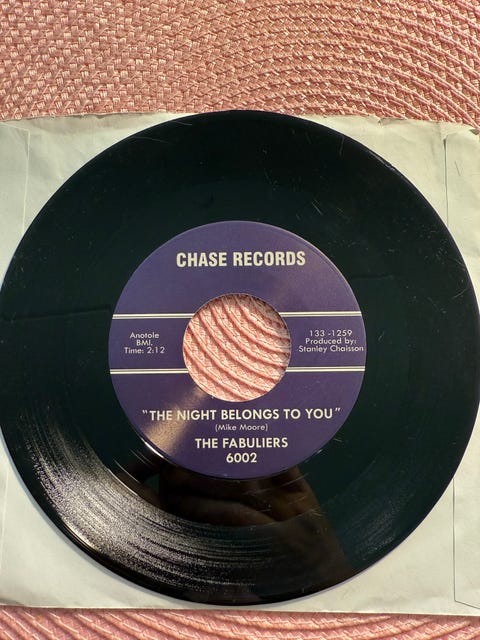 CHASE RECORDS
Anotole
BMI.
Time: 2:12
133-1259
Produced by:
Stanley Chaisson
"THE NIGHT BELONGS TO YOU"
(Mike Moore)
THE FABULIERS
6002